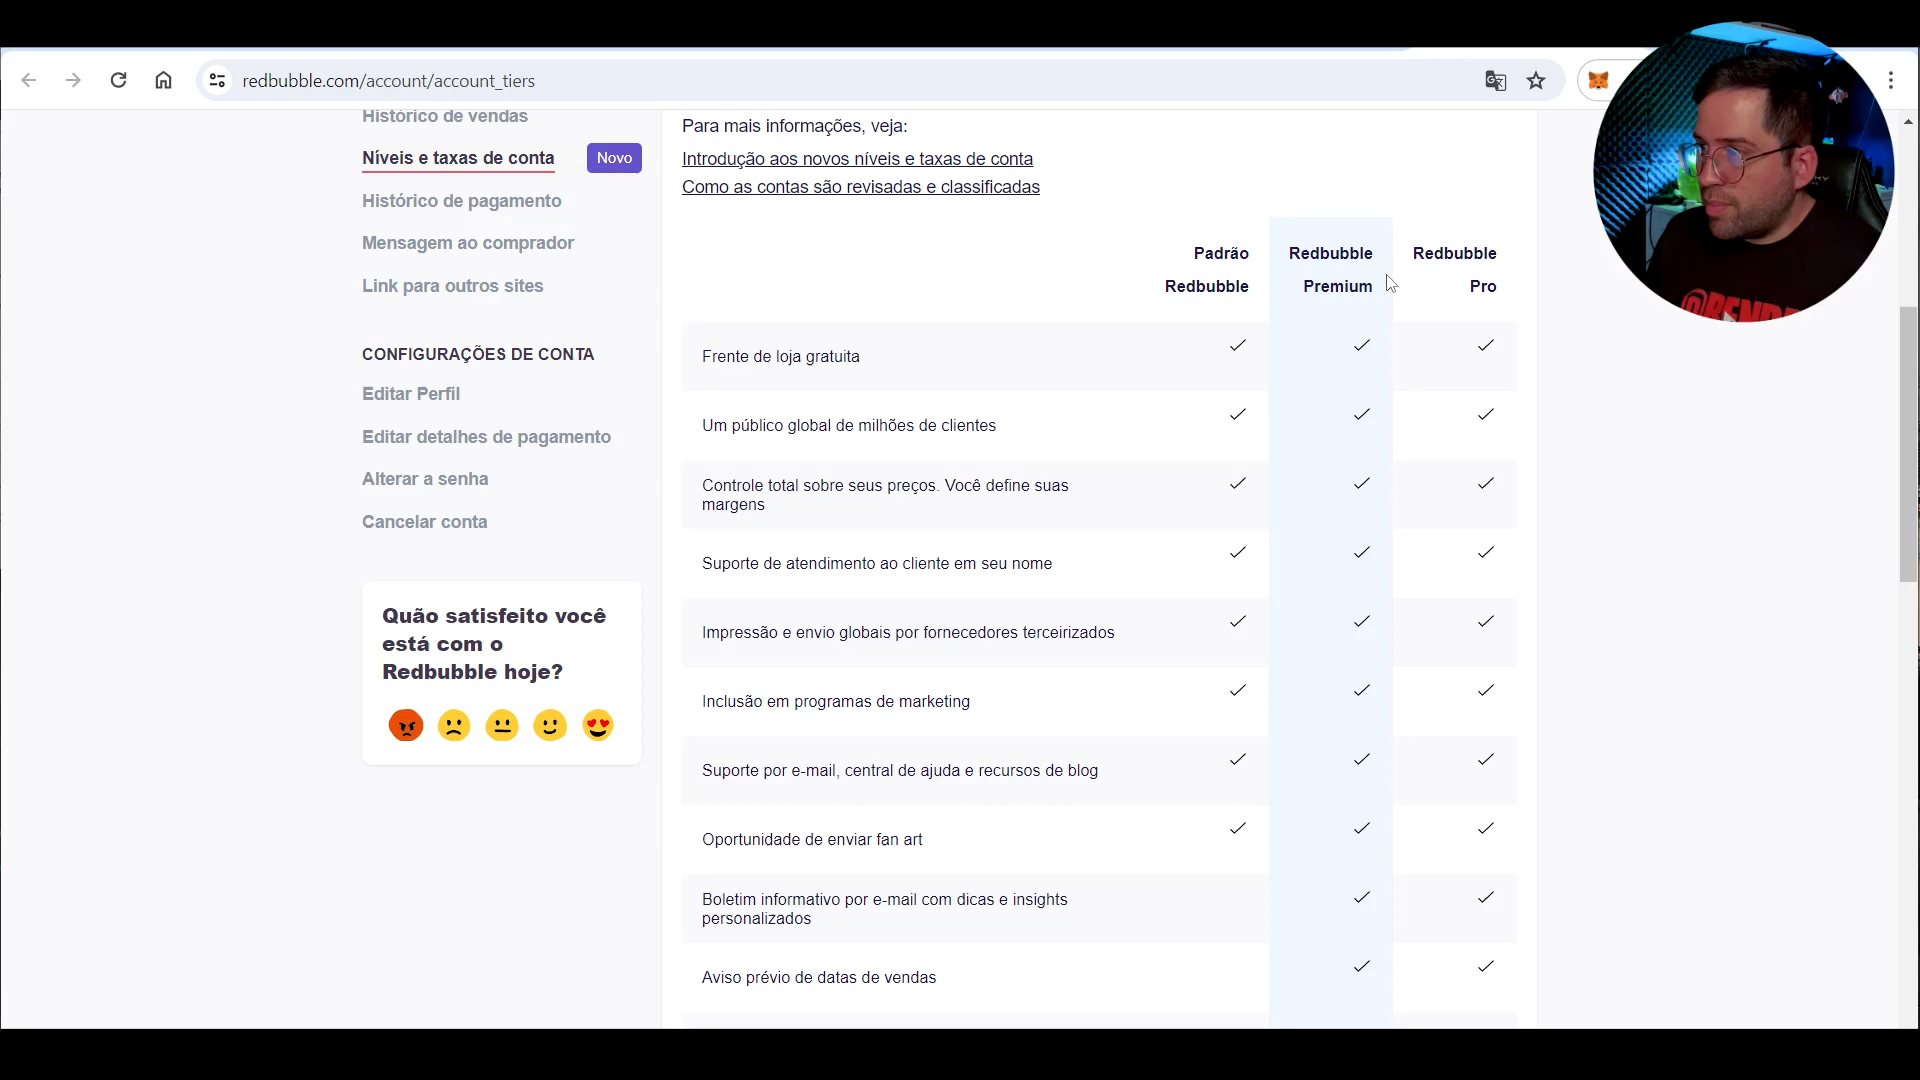 redbubble.com/account/account_tiers
Histórico de vendas
Níveis e taxas de conta
Novo
Histórico de pagamento
Mensagem ao comprador
Link para outros sites
CONFIGURAÇÕES DE CONTA
Editar Perfil
Editar detalhes de pagamento
Alterar a senha
Cancelar conta
Quão satisfeito você
está com o
Redbubble hoje?
Para mais informações, veja:
Introdução aos novos níveis e taxas de conta
Como as contas são revisadas e classificadas
Padrão
Redbubble
Redbubble
Premium
Redbubble
Pro
Frente de loja gratuita
Um público global de milhões de clientes
Controle total sobre seus preços. Você define suas
margens
Suporte de atendimento ao cliente em seu nome
Impressão e envio globais por fornecedores terceirizados
Inclusão em programas de marketing
Suporte por e-mail, central de ajuda e recursos de blog
Oportunidade de enviar fan art
Boletim informativo por e-mail com dicas e insights
personalizados
Aviso prévio de datas de vendas